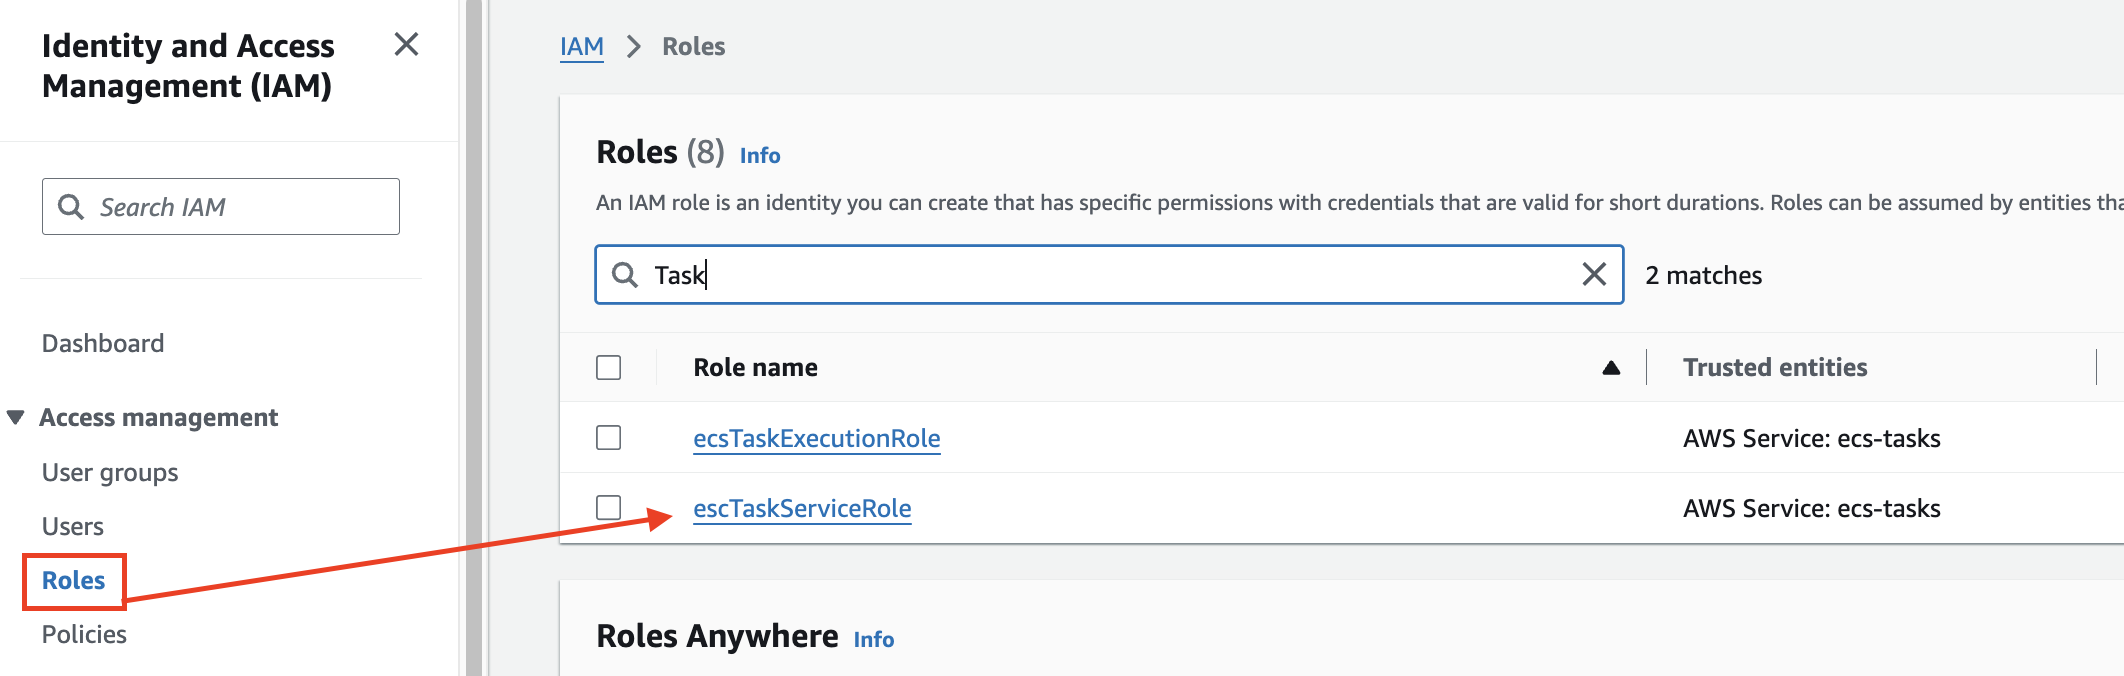 Identity and Access
Management (IAM)
Search IAM
Dashboard
Access management
User groups
Users
Roles
Policies
IAM > Roles
Roles (8) Info
An IAM role is an identity you can create that has specific permissions with credentials that are valid for short durations. Roles can be assumed by entities
Task
2 matches
Role name Trusted entities
ecsTaskExecutionRole AWS Service: ecs-tasks
escTaskServiceRole AWS Service: ecs-tasks
Roles Anywhere Info